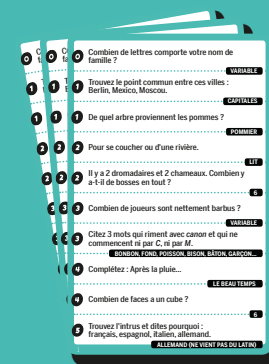 0 Combien de lettres comporte votre nom de
famille ?
VARIABLE
1 Trouvez le point commun entre ces villes :
Berlin, Mexico, Moscou.
CAPITALES
1 De quel arbre proviennent les pommes ?
POMMIER
2 Pour se coucher ou d'une rivière.
LIT
2 Il y a 2 dromadaires et 2 chameaux. Combien y
a-t-il de bosses en tout ?
6
3 Combien de joueurs sont nettement barbus ?
VARIABLE
3 Citez 3 mots qui riment avec canon et qui ne
commencent ni par C, ni par M.
BONBON, FOND, POISSON, BISON, BÂTON, GARÇON...
4 Complétez : Après la pluie...
LE BEAU TEMPS
4 Combien de faces a un cube ?
6
5 Trouvez l'intrus et dites pourquoi :
français, espagnol, italien, allemand.
ALLEMAND (NE VIENT PAS DU LATIN)